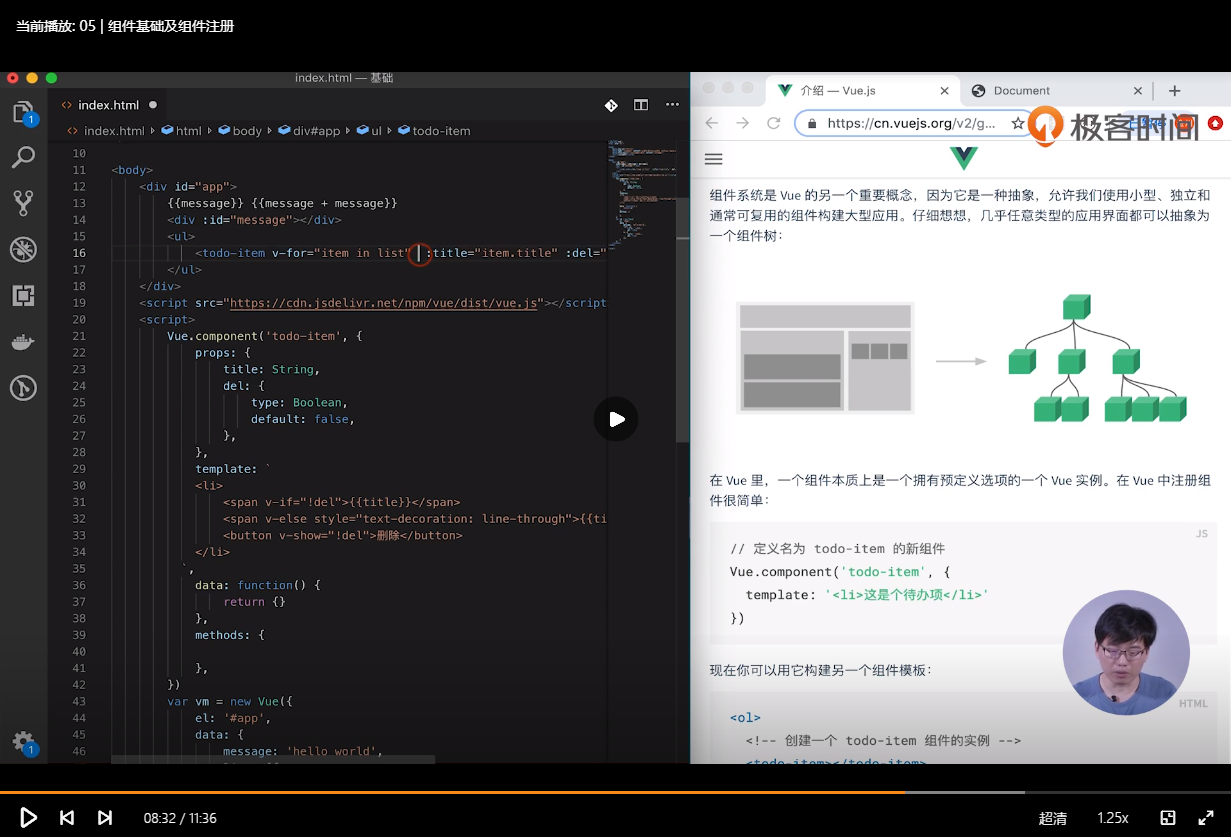 当前播放: 05 | 组件基础及组件注册
index.html — 基础
index.html
index.html html body div#app ul todo-item
10
11 <body>
12 <div id="app">
13 {{message}} {{message + message}}
14 <div :id="message"></div>
15 <ul>
16 <todo-item v-for="item in list" :title="item.title" :del="
17 </ul>
18 </div>
19 <script src="https://cdn.jsdelivr.net/npm/vue/dist/vue.js"></script
20 <script>
21 Vue.component('todo-item', {
22 props: {
23 title: String,
24 del: {
25 type: Boolean,
26 default: false,
27 },
28 },
29 template: `
30 <li>
31 <span v-if="!del">{{title}}</span>
32 <span v-else style="text-decoration: line-through">{{ti
33 <button v-show="!del">删除</button>
34 </li>
35 `,
36 data: function() {
37 return {}
38 },
39 methods: {
40
41 },
42 })
43 var vm = new Vue({
44 el: '#app',
45 data: {
46 message: 'hello world',
1
1
介绍 — Vue.js
Document
https://cn.vuejs.org/v2/g...
极客时间
组件系统是 Vue 的另一个重要概念，因为它是一种抽象，允许我们使用小型、独立和
通常可复用的组件构建大型应用。仔细想想，几乎任意类型的应用界面都可以抽象为
一个组件树：
在 Vue 里，一个组件本质上是一个拥有预定义选项的一个 Vue 实例。在 Vue 中注册组
件很简单：
JS
// 定义名为 todo-item 的新组件
Vue.component('todo-item', {
template: '<li>这是个待办项</li>'
})
现在你可以用它构建另一个组件模板：
HTML
<ol>
<!-- 创建一个 todo-item 组件的实例 -->
<todo-item></todo-item>
08:32 / 11:36
超清
1.25x